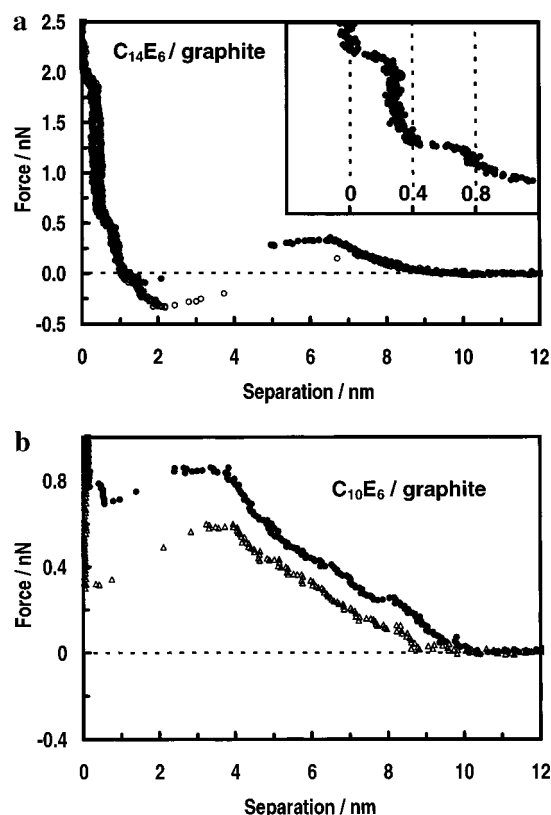 a
C₁₄E₆ / graphite
2.5
2.0
1.5
1.0
0.5
0.0
-0.5
Force / nN
0 0.4 0.8
0 2 4 6 8 10 12
Separation / nm
b
C₁₀E₆ / graphite
0.8
0.4
0
-0.4
Force / nN
0 2 4 6 8 10 12
Separation / nm